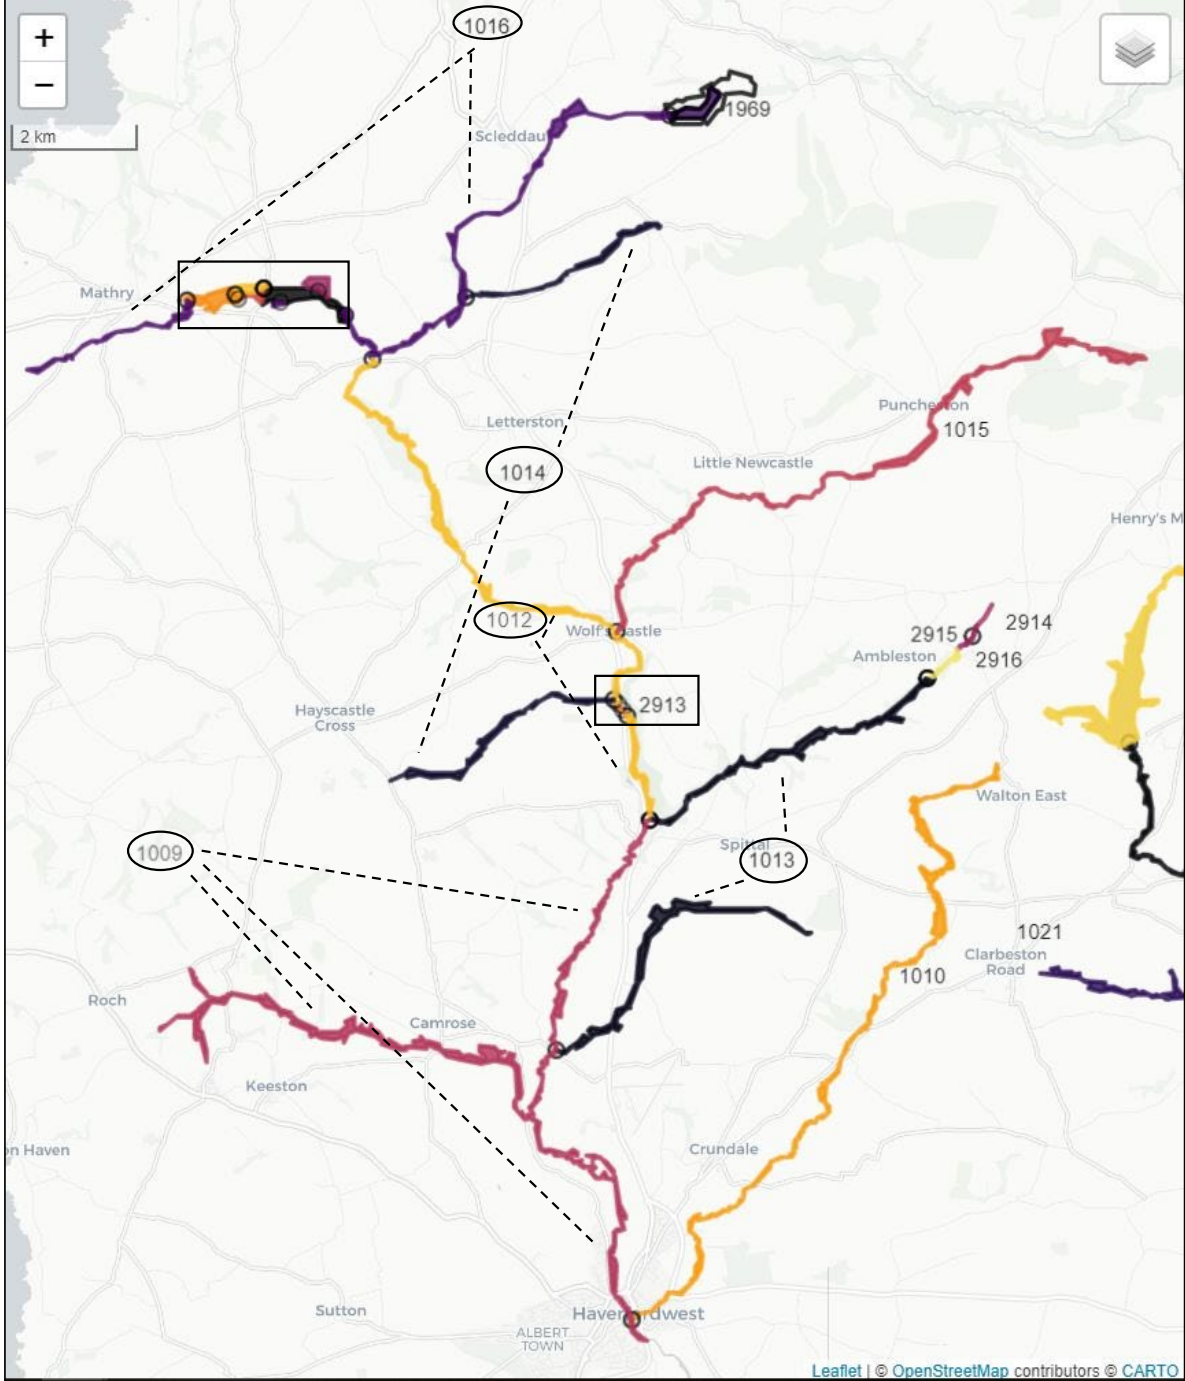 +
1016
−
2 km
Scleddau
1969
Mathry
Puncheston
Letterston
1015
Little Newcastle
1014
Henry's M
1012
Wolf's Castle
2914
2915
Ambleston
2916
2913
Hayscastle
Cross
Walton East
Spittal
1009
1013
1021
Clarbeston
Road
1010
Roch
Camrose
Keeston
on Haven
Crundale
Sutton
Haverfordwest
ALBERT
TOWN
Leaflet | © OpenStreetMap contributors © CARTO